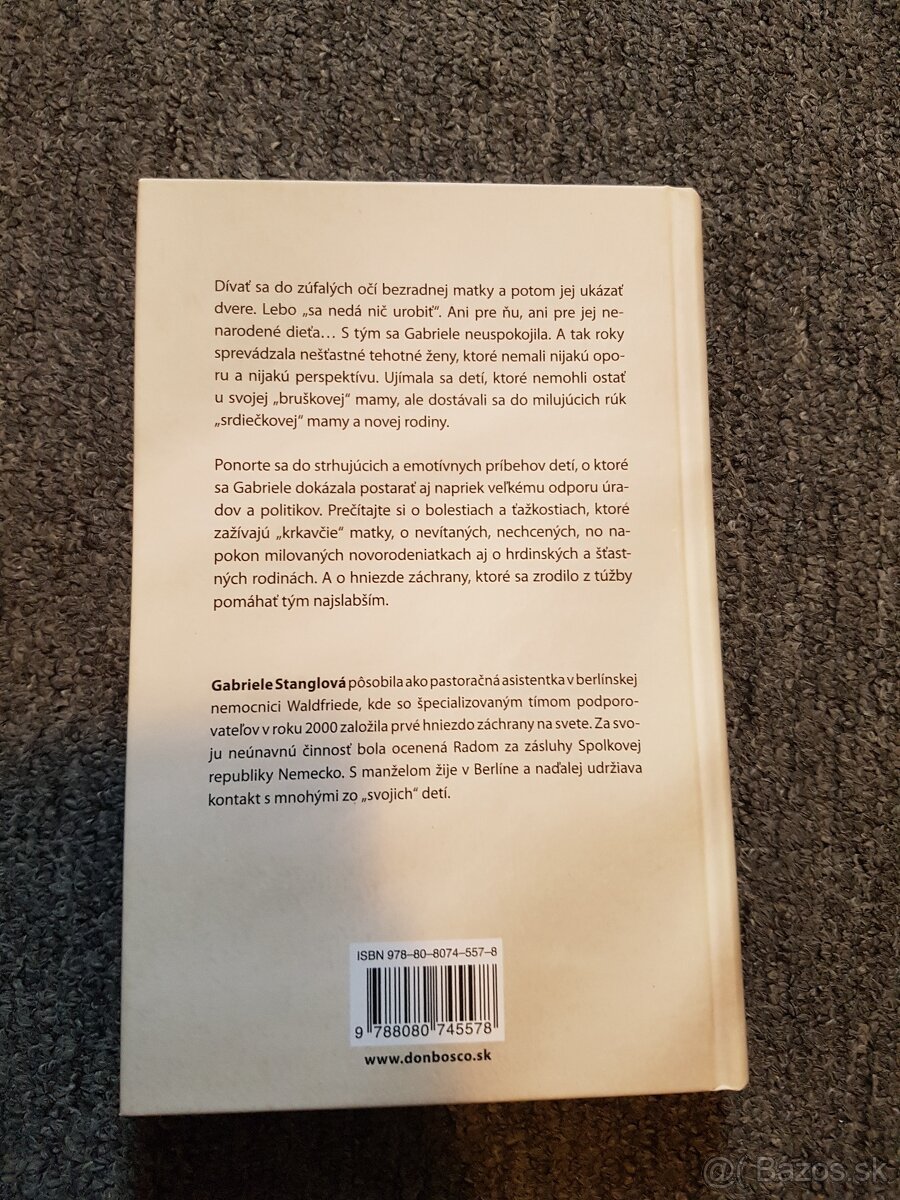 Dívať sa do zúfalých očí bezradnej matky a potom jej ukázať
dvere. Lebo „sa nedá nič urobiť“. Ani pre ňu, ani pre jej ne-
narodené dieťa… S tým sa Gabriele neuspokojila. A tak roky
sprevádzala nešťastné tehotné ženy, ktoré nemali nijakú opo-
ru a nijakú perspektívu. Ujímala sa detí, ktoré nemohli ostať
u svojej „bruškovej“ mamy, ale dostávali sa do milujúcich rúk
„srdiečkovej“ mamy a novej rodiny.
Ponorte sa do strhujúcich a emotívnych príbehov detí, o ktoré
sa Gabriele dokázala postarať aj napriek veľkému odporu úra-
dov a politikov. Prečítajte si o bolestiach a ťažkostiach, ktoré
zažívajú „krkavčie“ matky, o nevítaných, nechcených, no na-
pokon milovaných novorodeniatkach aj o hrdinských a šťast-
ných rodinách. A o hniezde záchrany, ktoré sa zrodilo z túžby
pomáhať tým najslabším.
Gabriele Stanglová pôsobila ako pastoračná asistentka v berlínskej
nemocnici Waldfriede, kde so špecializovaným tímom podporo-
vateľov v roku 2000 založila prvé hniezdo záchrany na svete. Za svo-
ju neúnavnú činnosť bola ocenená Radom za zásluhy Spolkovej
republiky Nemecko. S manželom žije v Berlíne a naďalej udržiava
kontakt s mnohými zo „svojich“ detí.
ISBN 978–80–8074–557–8
9 788080 745578
www.donbosco.sk
@( Bazos.sk